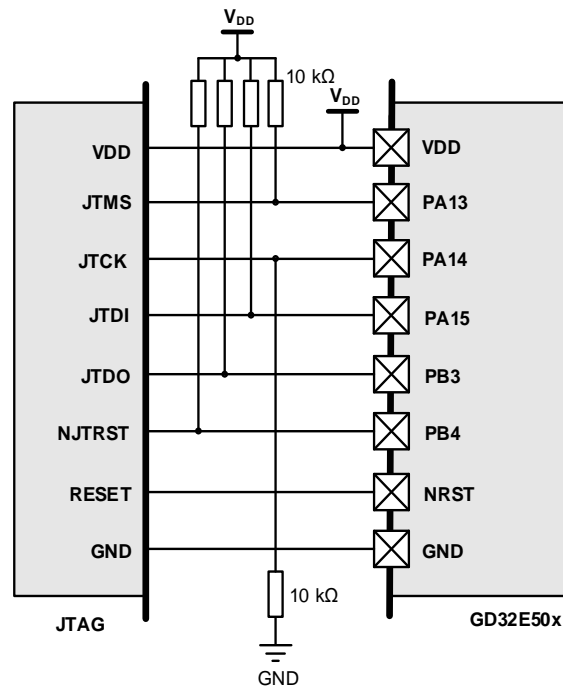 VDD
10 kΩ
VDD
VDD
VDD
JTMS
PA13
JTCK
PA14
JTDI
PA15
JTDO
PB3
NJTRST
PB4
RESET
NRST
GND
GND
10 kΩ
JTAG
GD32E50x
GND